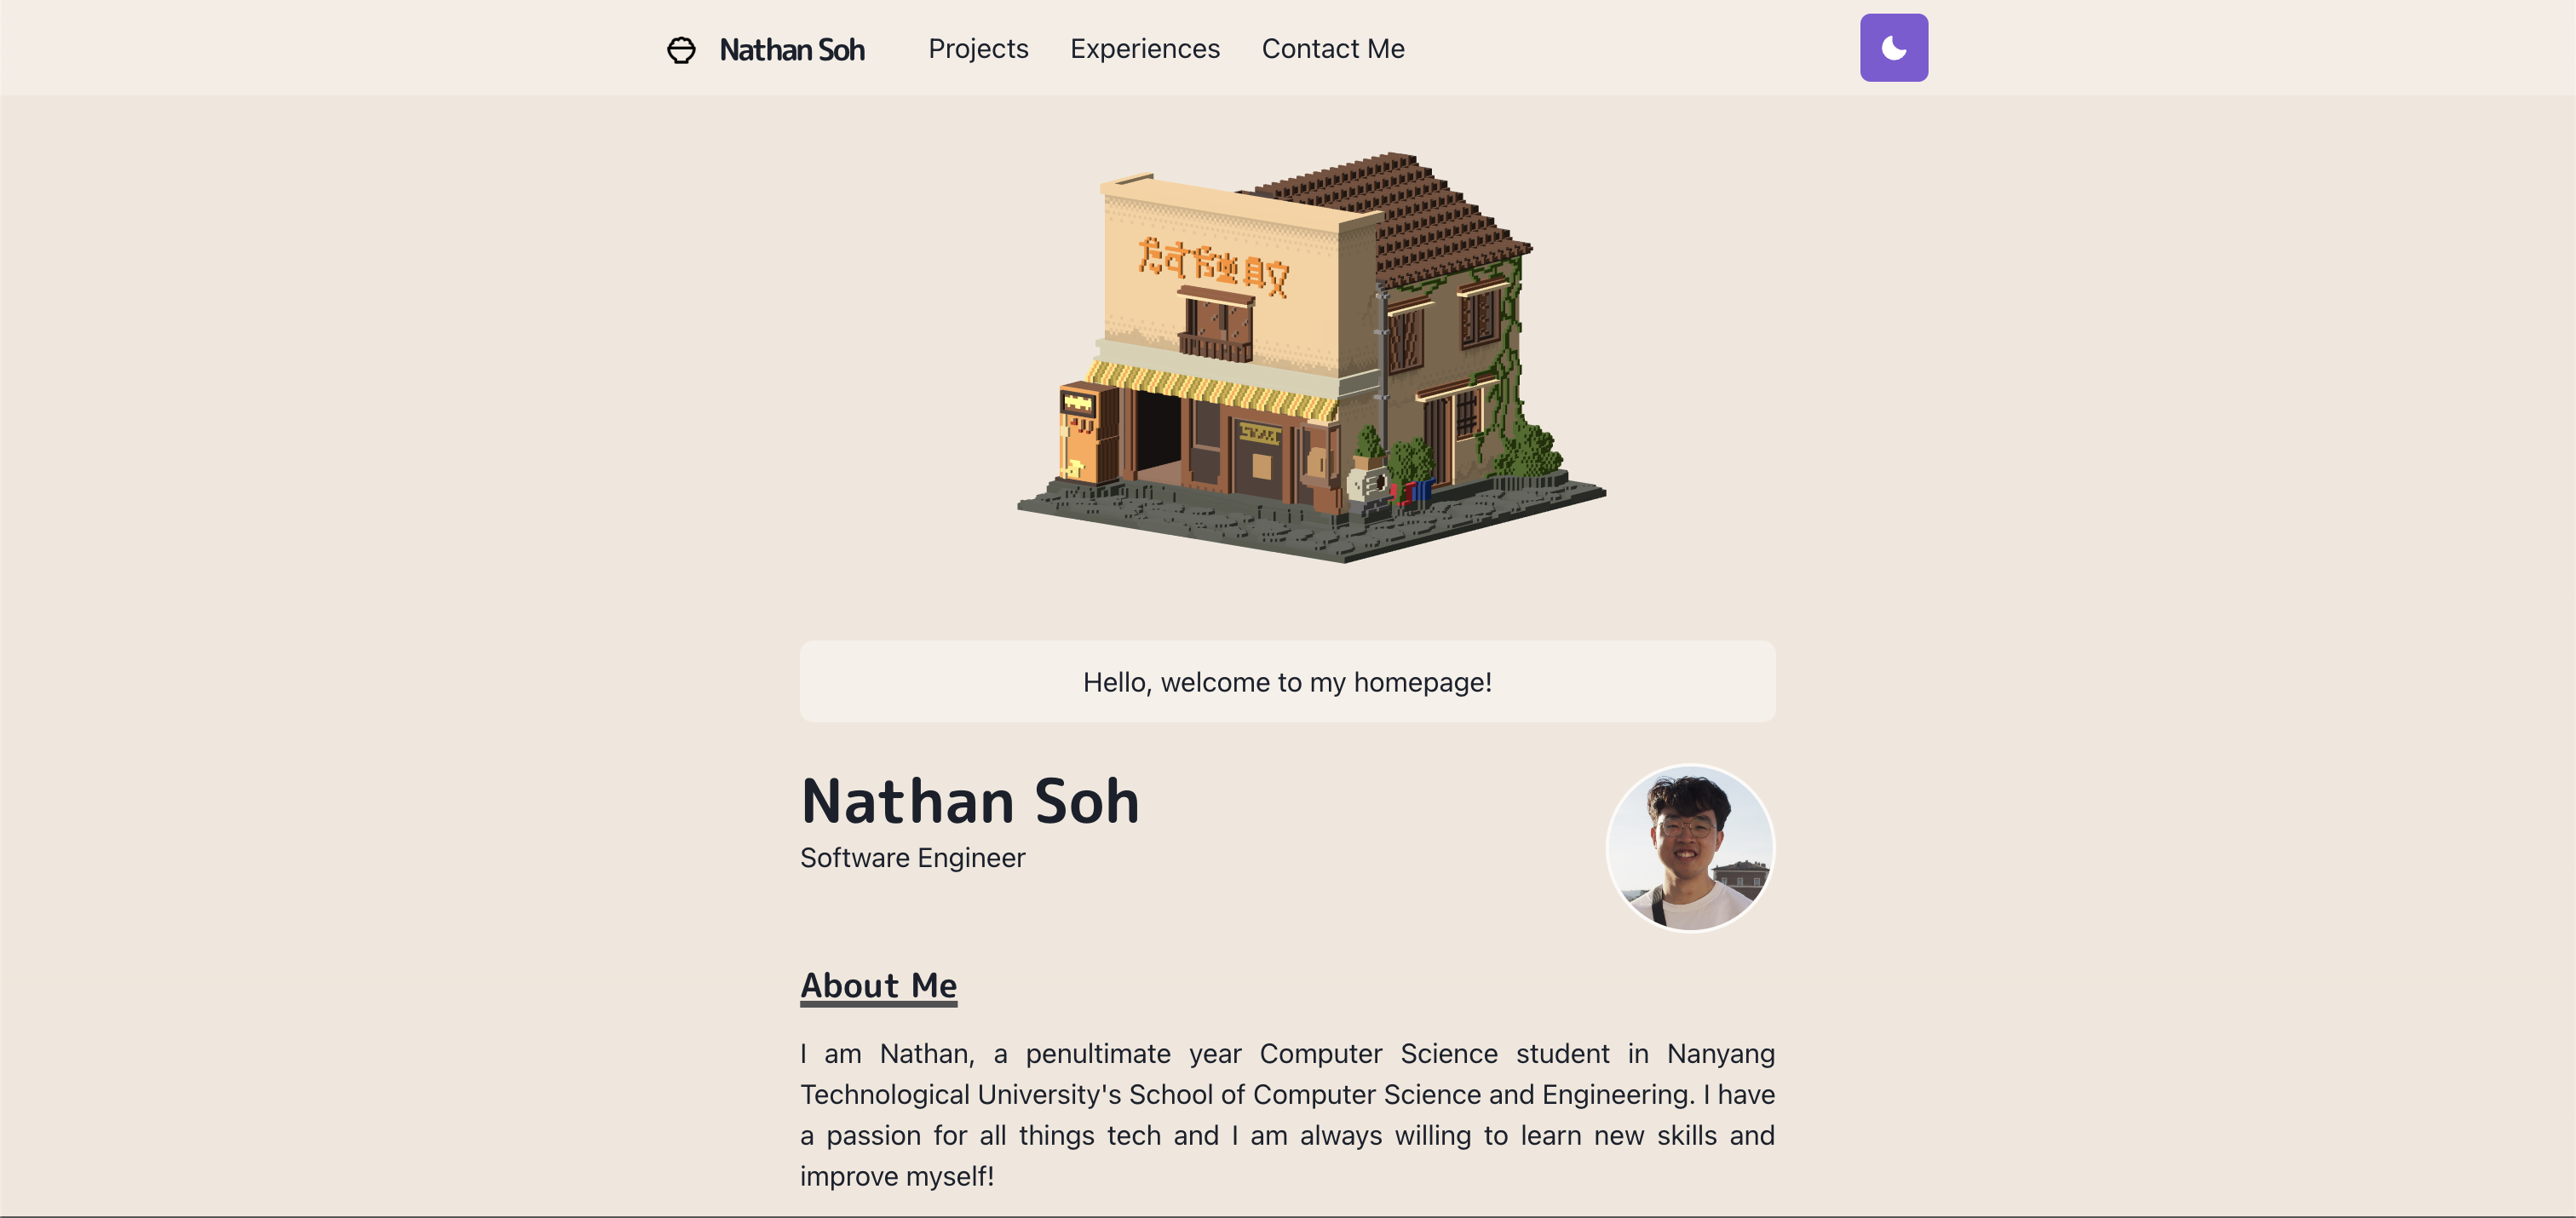 Nathan Soh
Projects
Experiences
Contact Me
Hello, welcome to my homepage!
Nathan Soh
Software Engineer
About Me
I am Nathan, a penultimate year Computer Science student in Nanyang
Technological University's School of Computer Science and Engineering. I have
a passion for all things tech and I am always willing to learn new skills and
improve myself!